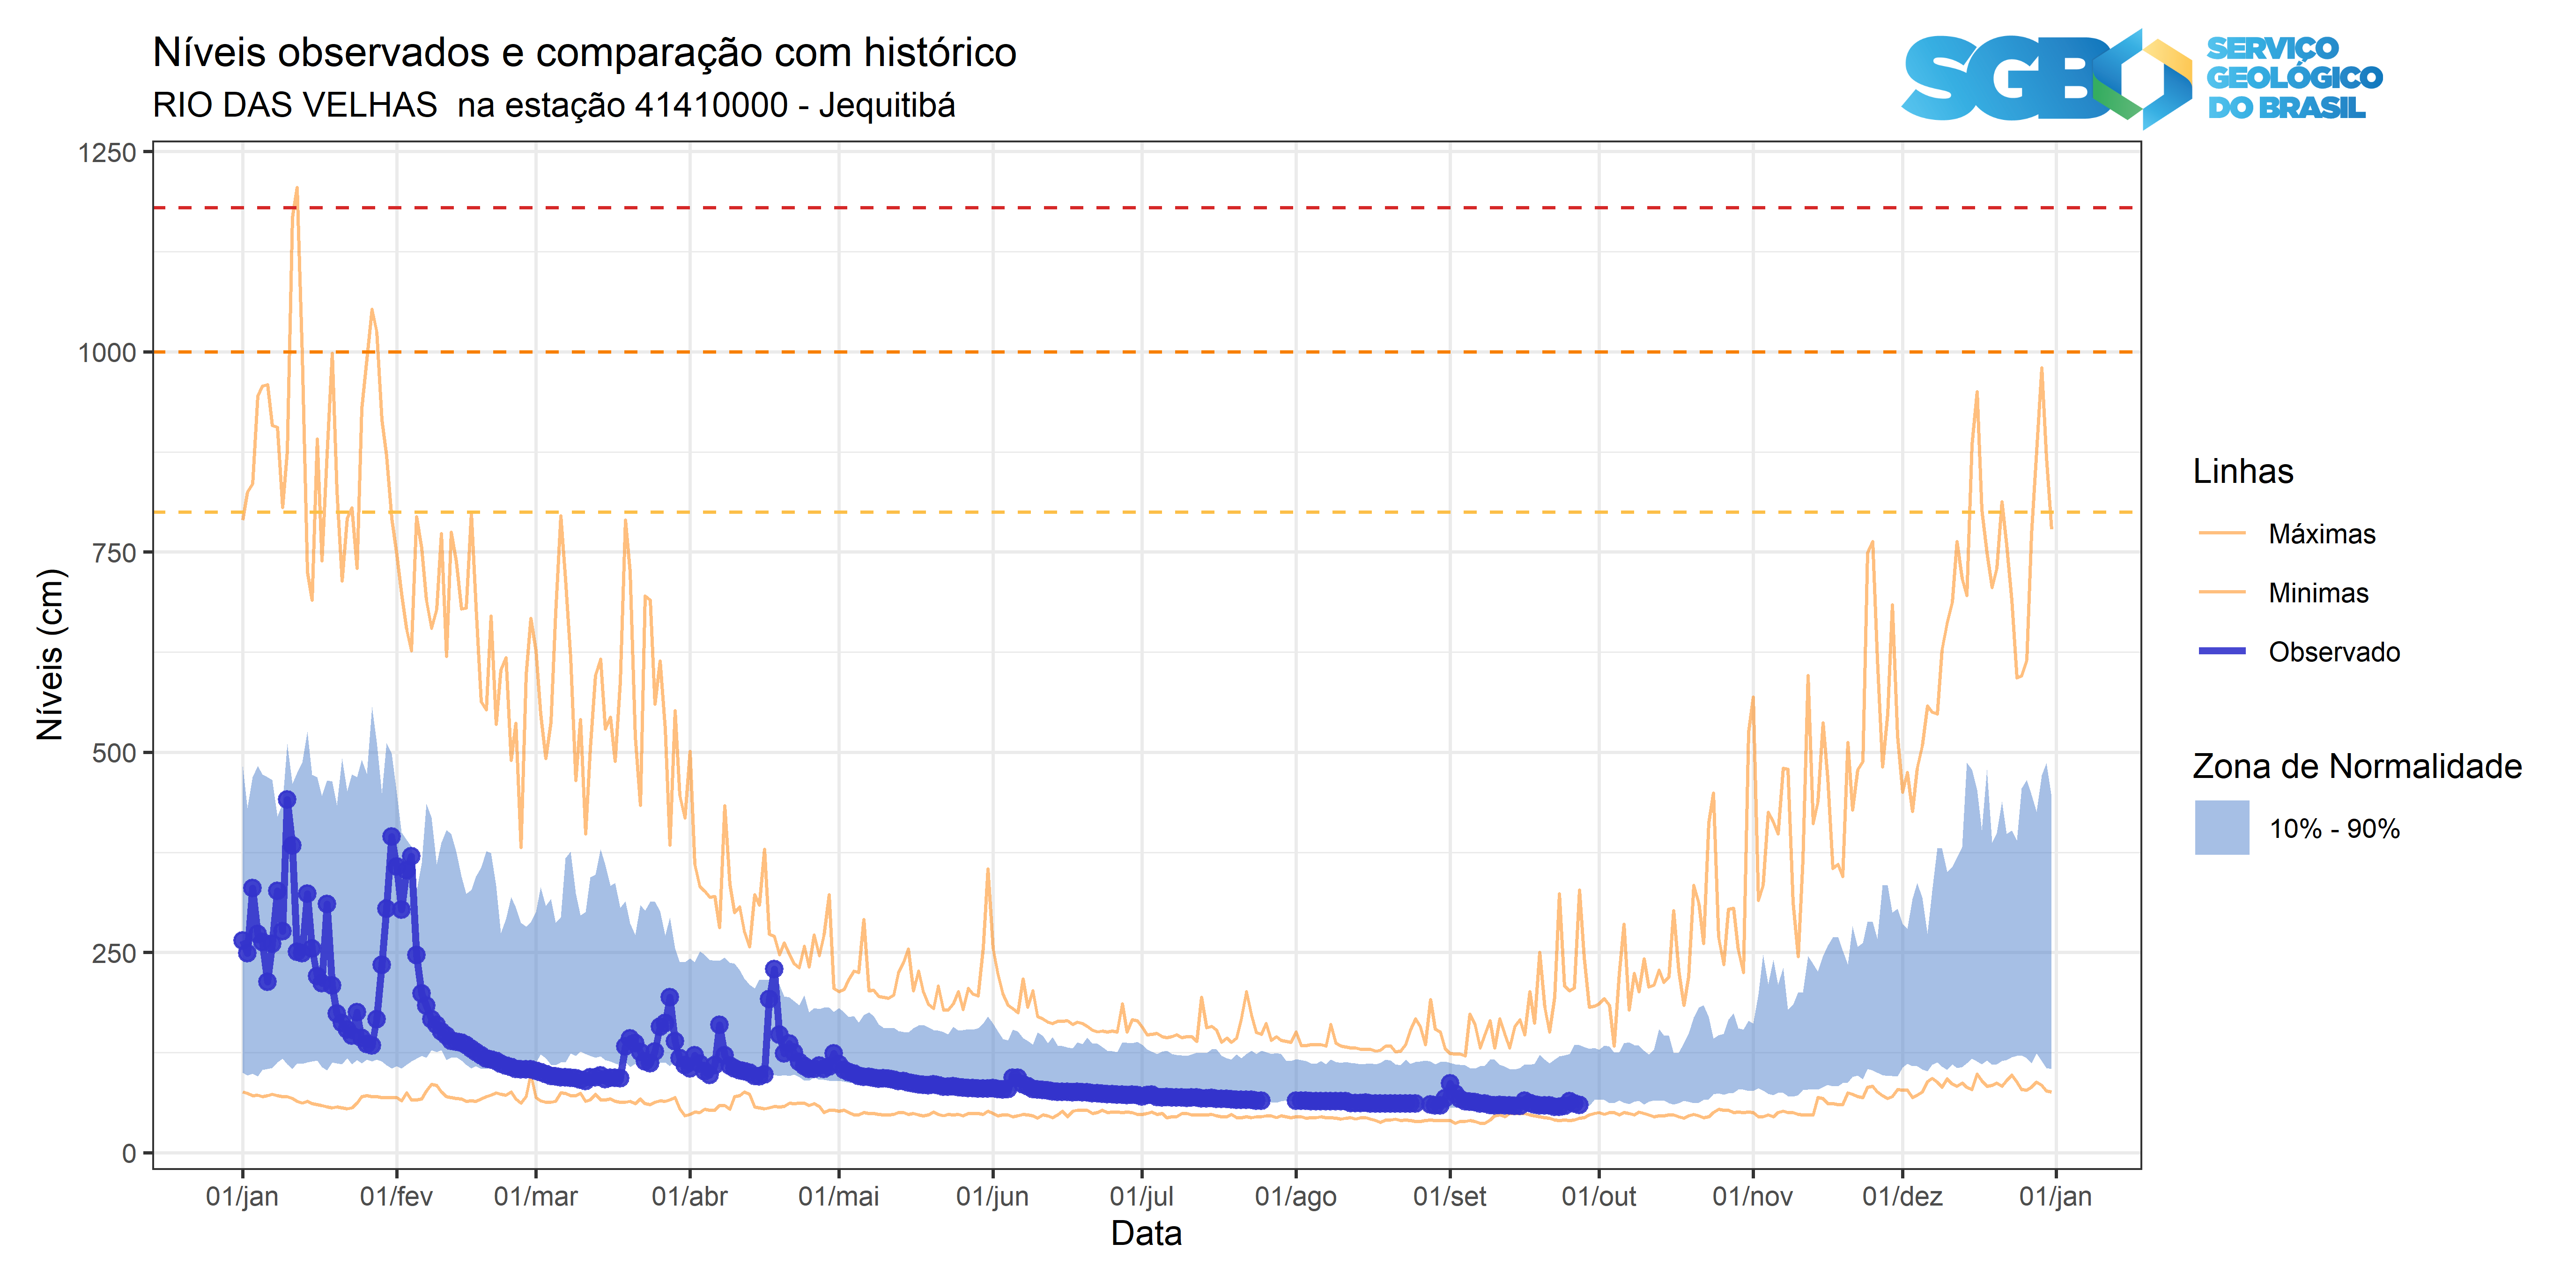 Níveis observados e comparação com histórico
RIO DAS VELHAS  na estação 41410000 - Jequitibá
SGB
SERVIÇO
GEOLÓGICO
DO BRASIL
Níveis (cm)
1250
1000
750
500
250
0
01/jan
01/fev
01/mar
01/abr
01/mai
01/jun
01/jul
01/ago
01/set
01/out
01/nov
01/dez
01/jan
Data
Linhas
Máximas
Minimas
Observado
Zona de Normalidade
10% - 90%